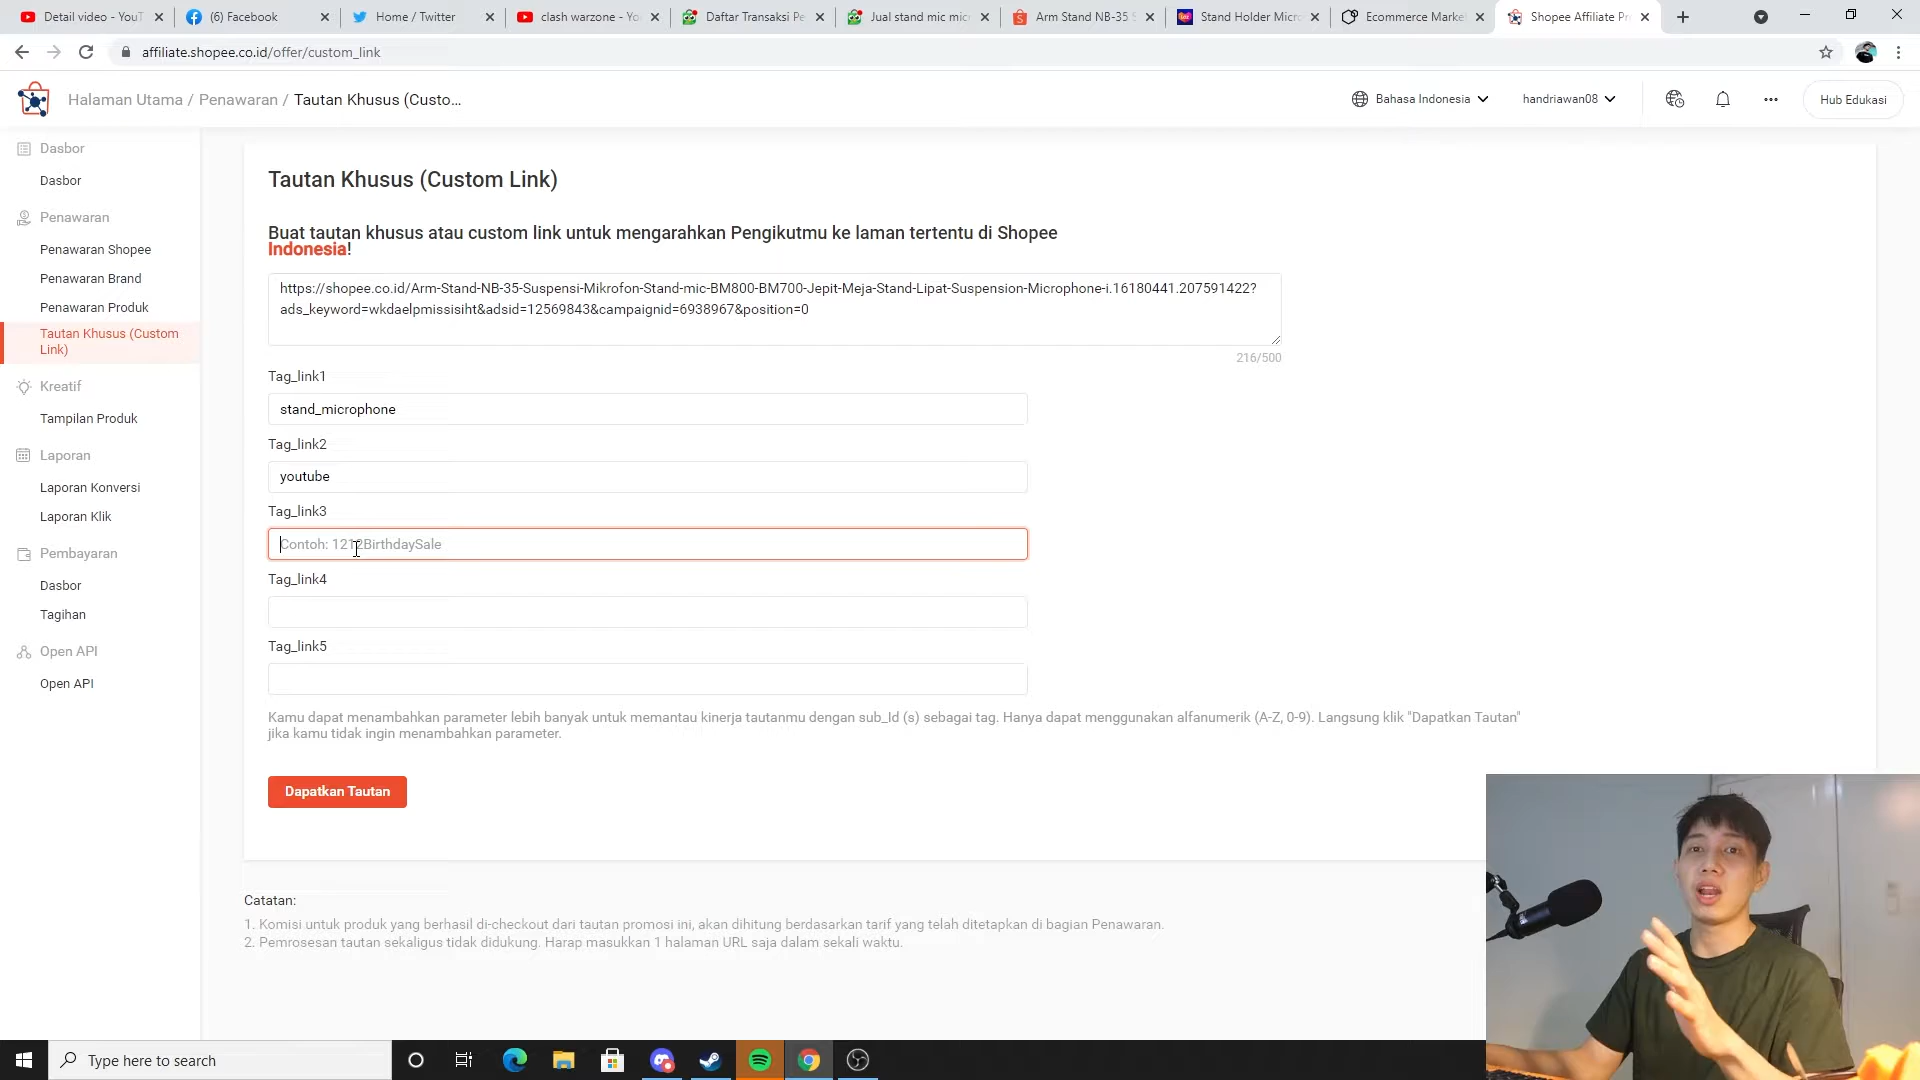 Detail video - YouT
(6) Facebook
Home / Twitter
clash warzone - Yo
Daftar Transaksi Pe
Jual stand mic mic
Arm Stand NB-35 S
Stand Holder Micro
Ecommerce Marke
Shopee Affiliate Pr
affiliate.shopee.co.id/offer/custom_link
Halaman Utama / Penawaran / Tautan Khusus (Custo...
Bahasa Indonesia
handriawan08
Hub Edukasi
Dasbor
Dasbor
Penawaran
Penawaran Shopee
Penawaran Brand
Penawaran Produk
Tautan Khusus (Custom
Link)
Kreatif
Tampilan Produk
Laporan
Laporan Konversi
Laporan Klik
Pembayaran
Dasbor
Tagihan
Open API
Open API
Tautan Khusus (Custom Link)
Buat tautan khusus atau custom link untuk mengarahkan Pengikutmu ke laman tertentu di Shopee
Indonesia!
https://shopee.co.id/Arm-Stand-NB-35-Suspensi-Mikrofon-Stand-mic-BM800-BM700-Jepit-Meja-Stand-Lipat-Suspension-Microphone-i.16180441.207591422?
ads_keyword=wkdaelpmissisiht&adsid=12569843&campaignid=6938967&position=0
216/500
Tag_link1
stand_microphone
Tag_link2
youtube
Tag_link3
Contoh: 1212BirthdaySale
Tag_link4
Tag_link5
Kamu dapat menambahkan parameter lebih banyak untuk memantau kinerja tautanmu dengan sub_Id (s) sebagai tag. Hanya dapat menggunakan alfanumerik (A-Z, 0-9). Langsung klik "Dapatkan Tautan"
jika kamu tidak ingin menambahkan parameter.
Dapatkan Tautan
Catatan:
1. Komisi untuk produk yang berhasil di-checkout dari tautan promosi ini, akan dihitung berdasarkan tarif yang telah ditetapkan di bagian Penawaran.
2. Pemrosesan tautan sekaligus tidak didukung. Harap masukkan 1 halaman URL saja dalam sekali waktu.
Type here to search